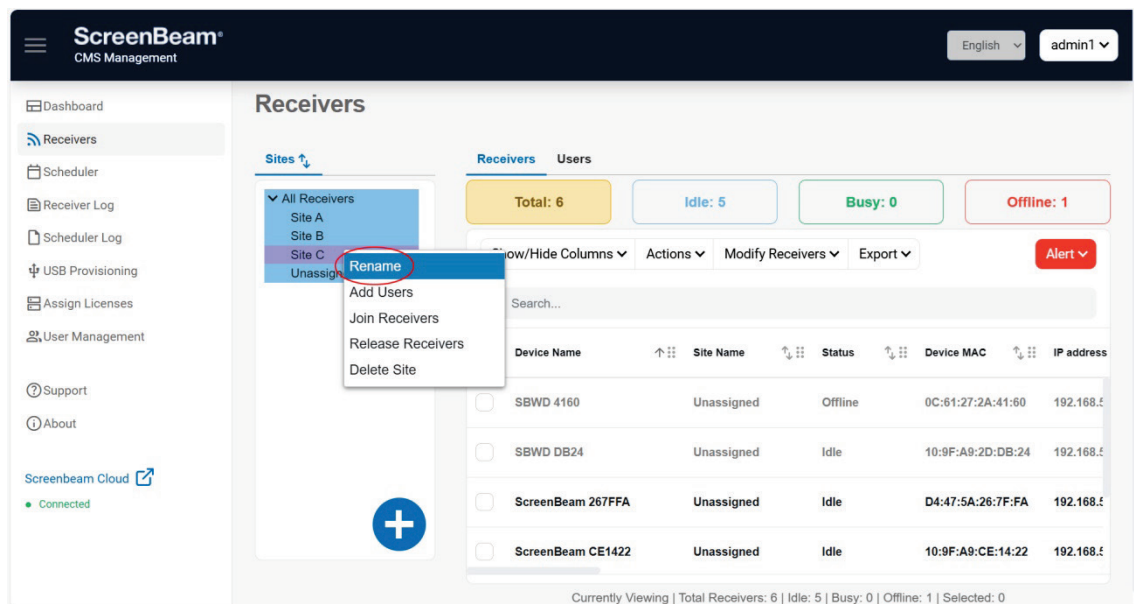 ScreenBeam®
CMS Management
English
admin1
Dashboard
Receivers
Scheduler
Receiver Log
Scheduler Log
USB Provisioning
Assign Licenses
User Management
Support
About
Screenbeam Cloud
Connected
Receivers
Sites
All Receivers
Site A
Site B
Site C
Rename
Add Users
Join Receivers
Release Receivers
Delete Site
Receivers Users
Total: 6 Idle: 5 Busy: 0 Offline: 1
Columns Actions Modify Receivers Export Alert
Search...
Device Name Site Name Status Device MAC IP address
SBWD 4160 Unassigned Offline 0C:61:27:2A:41:60
SBWD DB24 Unassigned Idle 10:9F:A9:2D:DB:24
ScreenBeam 267FFA Unassigned Idle D4:47:5A:26:7F:FA
ScreenBeam CE1422 Unassigned Idle 10:9F:A9:CE:14:22
Currently Viewing | Total Receivers: 6 | Idle: 5 | Busy: 0 | Offline: 1 | Selected: 0